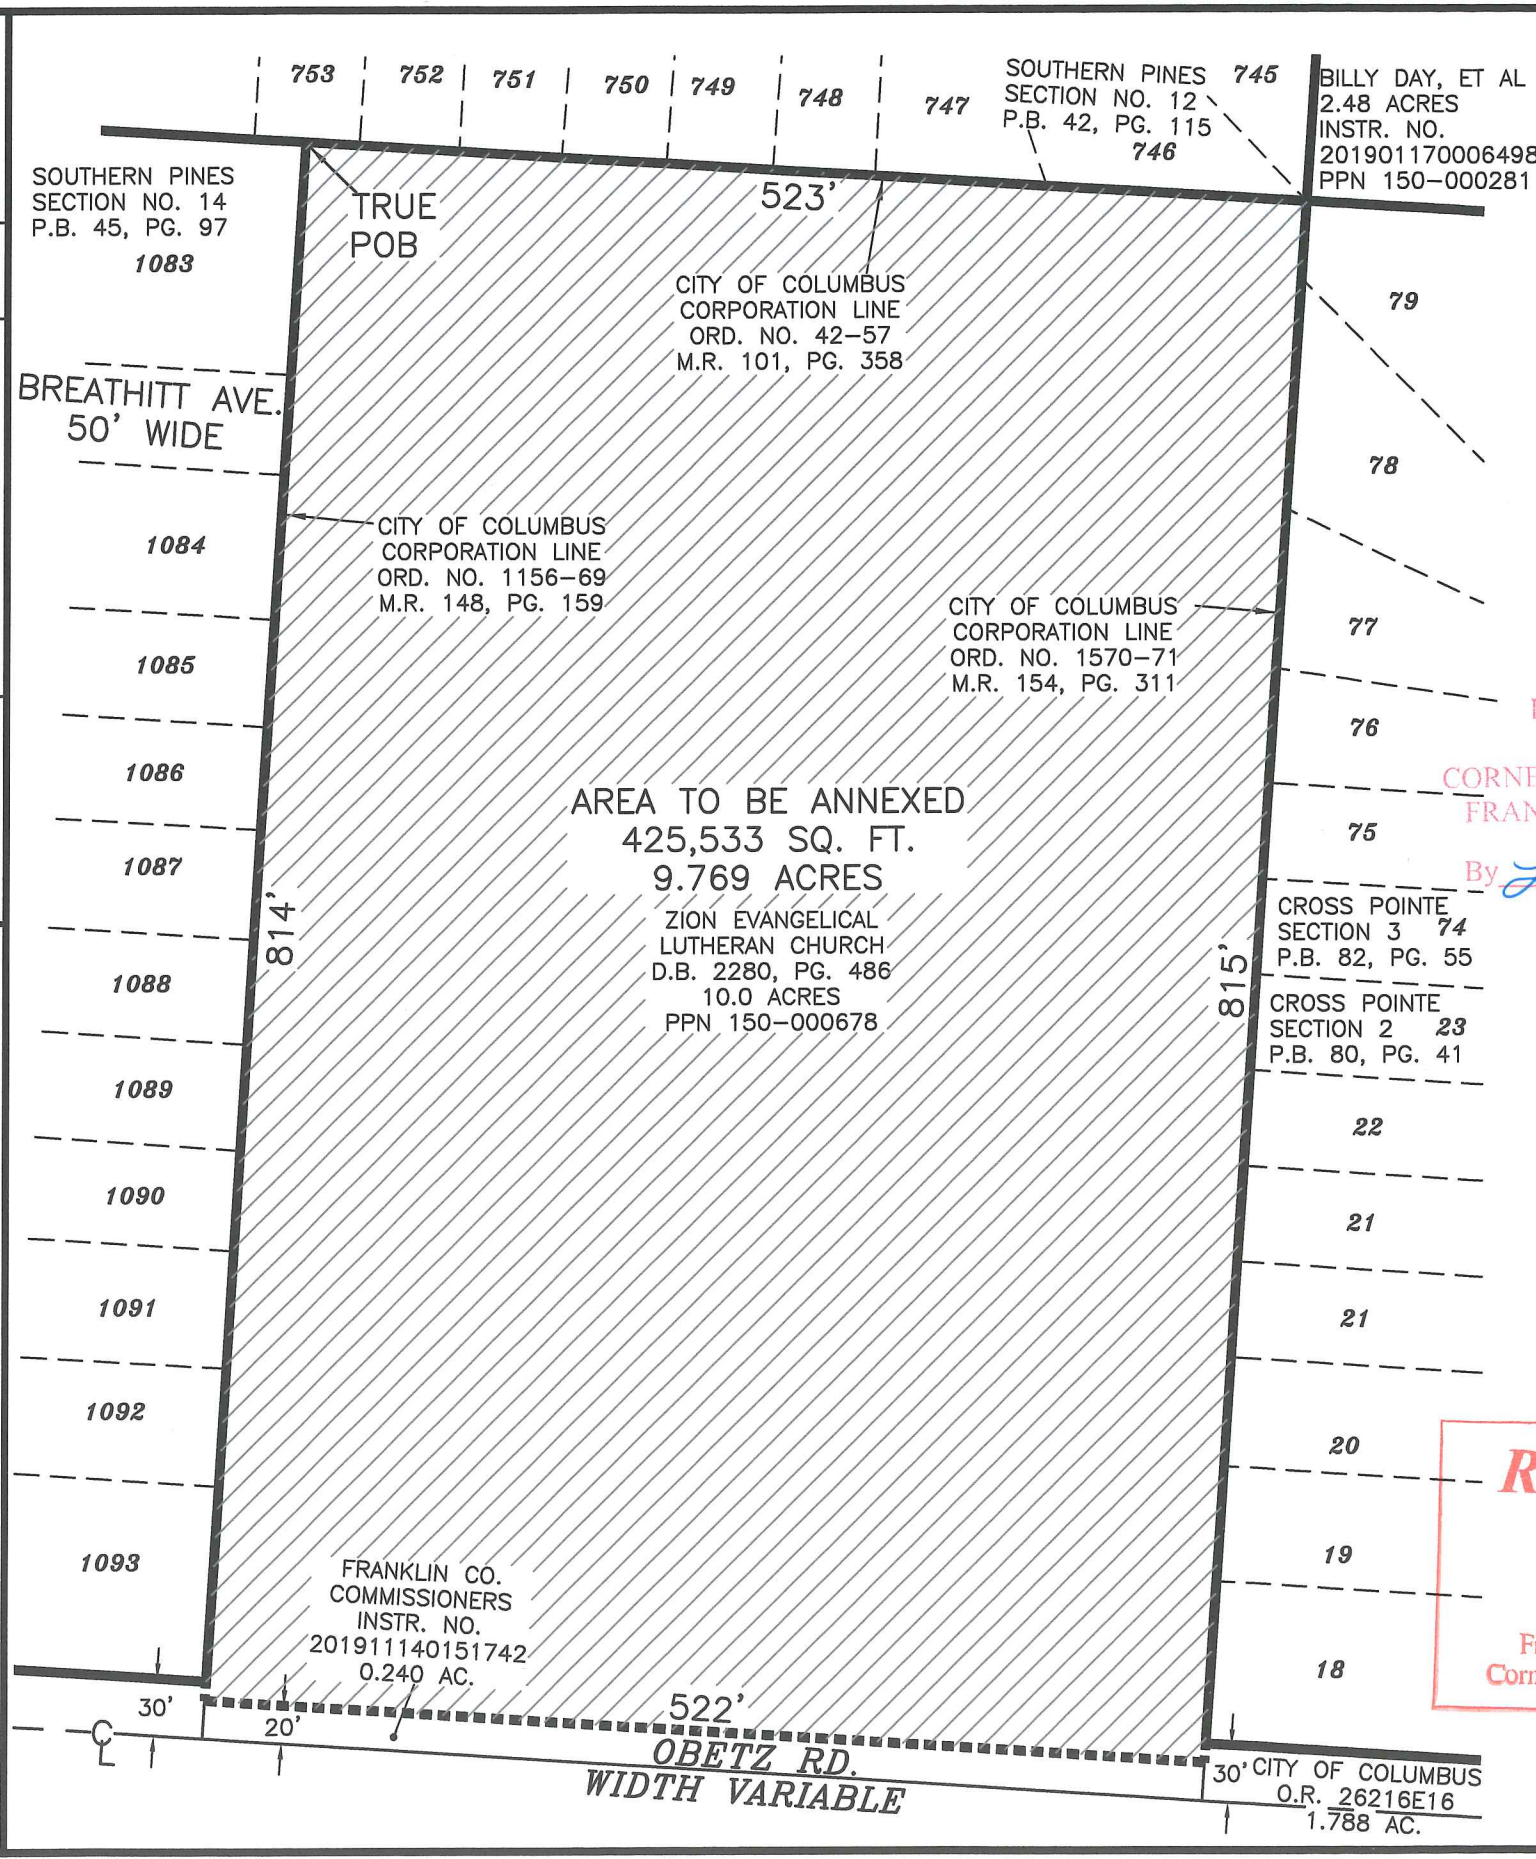 753
752
751
750
749
748
747
SOUTHERN PINES
SECTION NO. 12
P.B. 42, PG. 115
746
745
BILLY DAY, ET AL
2.48 ACRES
INSTR. NO.
201901170006498
PPN 150-000281
SOUTHERN PINES
SECTION NO. 14
P.B. 45, PG. 97
1083
TRUE
POB
523'
CITY OF COLUMBUS
CORPORATION LINE
ORD. NO. 42-57
M.R. 101, PG. 358
79
BREATHITT AVE.
50' WIDE
78
1084
CITY OF COLUMBUS
CORPORATION LINE
ORD. NO. 1156-69
M.R. 148, PG. 159
CITY OF COLUMBUS
CORPORATION LINE
ORD. NO. 1570-71
M.R. 154, PG. 311
77
1085
76
1086
AREA TO BE ANNEXED
425,533 SQ. FT.
9.769 ACRES
ZION EVANGELICAL
LUTHERAN CHURCH
D.B. 2280, PG. 486
10.0 ACRES
PPN 150-000678
75
By
1087
814'
815'
CROSS POINTE
SECTION 3 74
P.B. 82, PG. 55
1088
CROSS POINTE
SECTION 2 23
P.B. 80, PG. 41
1089
22
1090
21
1091
21
1092
20
1093
19
FRANKLIN CO.
COMMISSIONERS
INSTR. NO.
201911140151742
0.240 AC.
18
30'
20'
522'
CL
OBETZ RD.
WIDTH VARIABLE
30'
CITY OF COLUMBUS
O.R. 26216E16
1.788 AC.